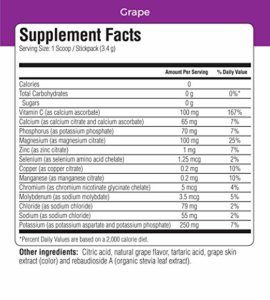 Grape
Supplement Facts
Serving Size: 1 Scoop / Stickpack (3.4 g)
Amount Per Serving % Daily Value
Calories 0
Total Carbohydrates 0 g 0%*
Sugars 0 g
Vitamin C (as calcium ascorbate) 100 mg 167%
Calcium (as calcium citrate and calcium ascorbate) 65 mg 7%
Phosphorus (as potassium phosphate) 70 mg 7%
Magnesium (as magnesium citrate) 100 mg 25%
Zinc (as zinc citrate) 1 mg 7%
Selenium (as selenium amino acid chelate) 1.25 mcg 2%
Copper (as copper citrate) 0.2 mg 10%
Manganese (as manganese citrate) 0.2 mg 10%
Chromium (as chromium nicotinate glycinate chelate) 5 mcg 4%
Molybdenum (as sodium molybdate) 3.5 mcg 5%
Chloride (as sodium chloride) 79 mg 2%
Sodium (as sodium chloride) 55 mg 2%
Potassium (as potassium aspartate and potassium phosphate) 250 mg 7%
*Percent Daily Values are based on a 2,000 calorie diet.
Other ingredients: Citric acid, natural grape flavor, tartaric acid, grape skin
extract (color) and rebaudioside A (organic stevia leaf extract).